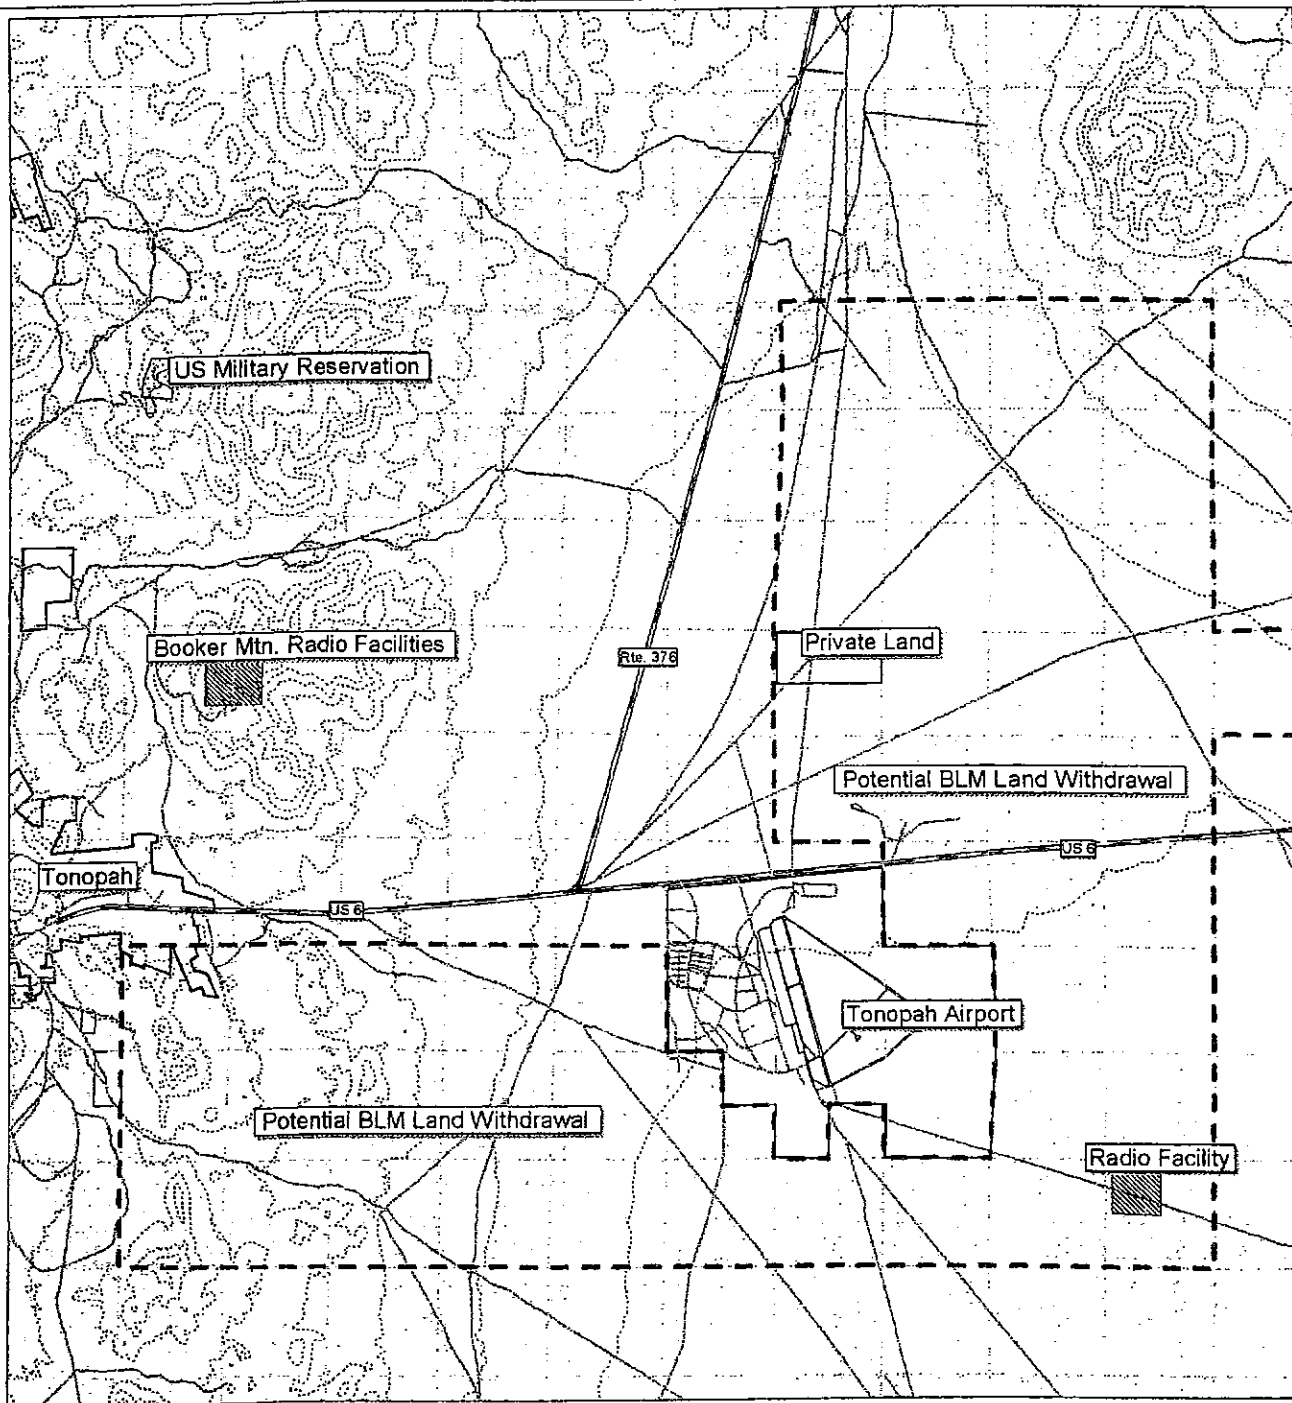 US Military Reservation
Booker Mtn. Radio Facilities
Rte. 376
Private Land
Potential BLM Land Withdrawal
US 6
Tonopah
US 6
Tonopah Airport
Potential BLM Land Withdrawal
Radio Facility